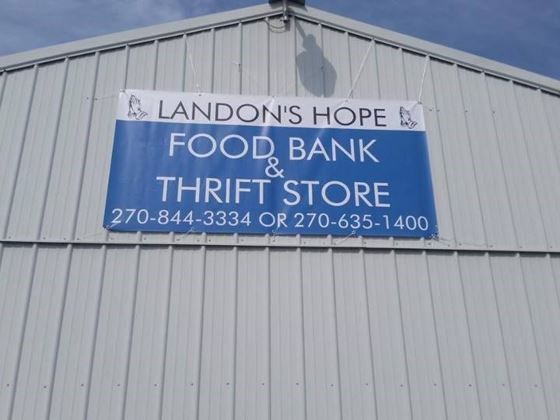 LANDON'S HOPE
FOOD BANK
&
THRIFT STORE
270-844-3334 OR 270-635-1400